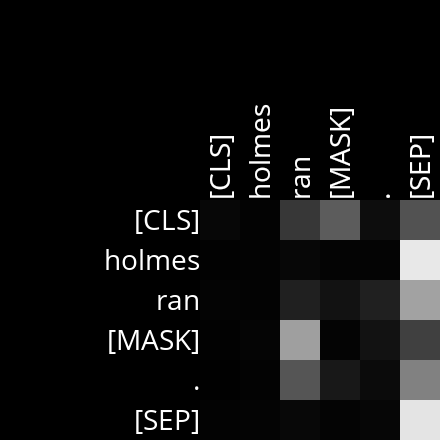 [CLS]
holmes
ran
[MASK]
.
[SEP]
[CLS]
holmes
ran
[MASK]
.
[SEP]